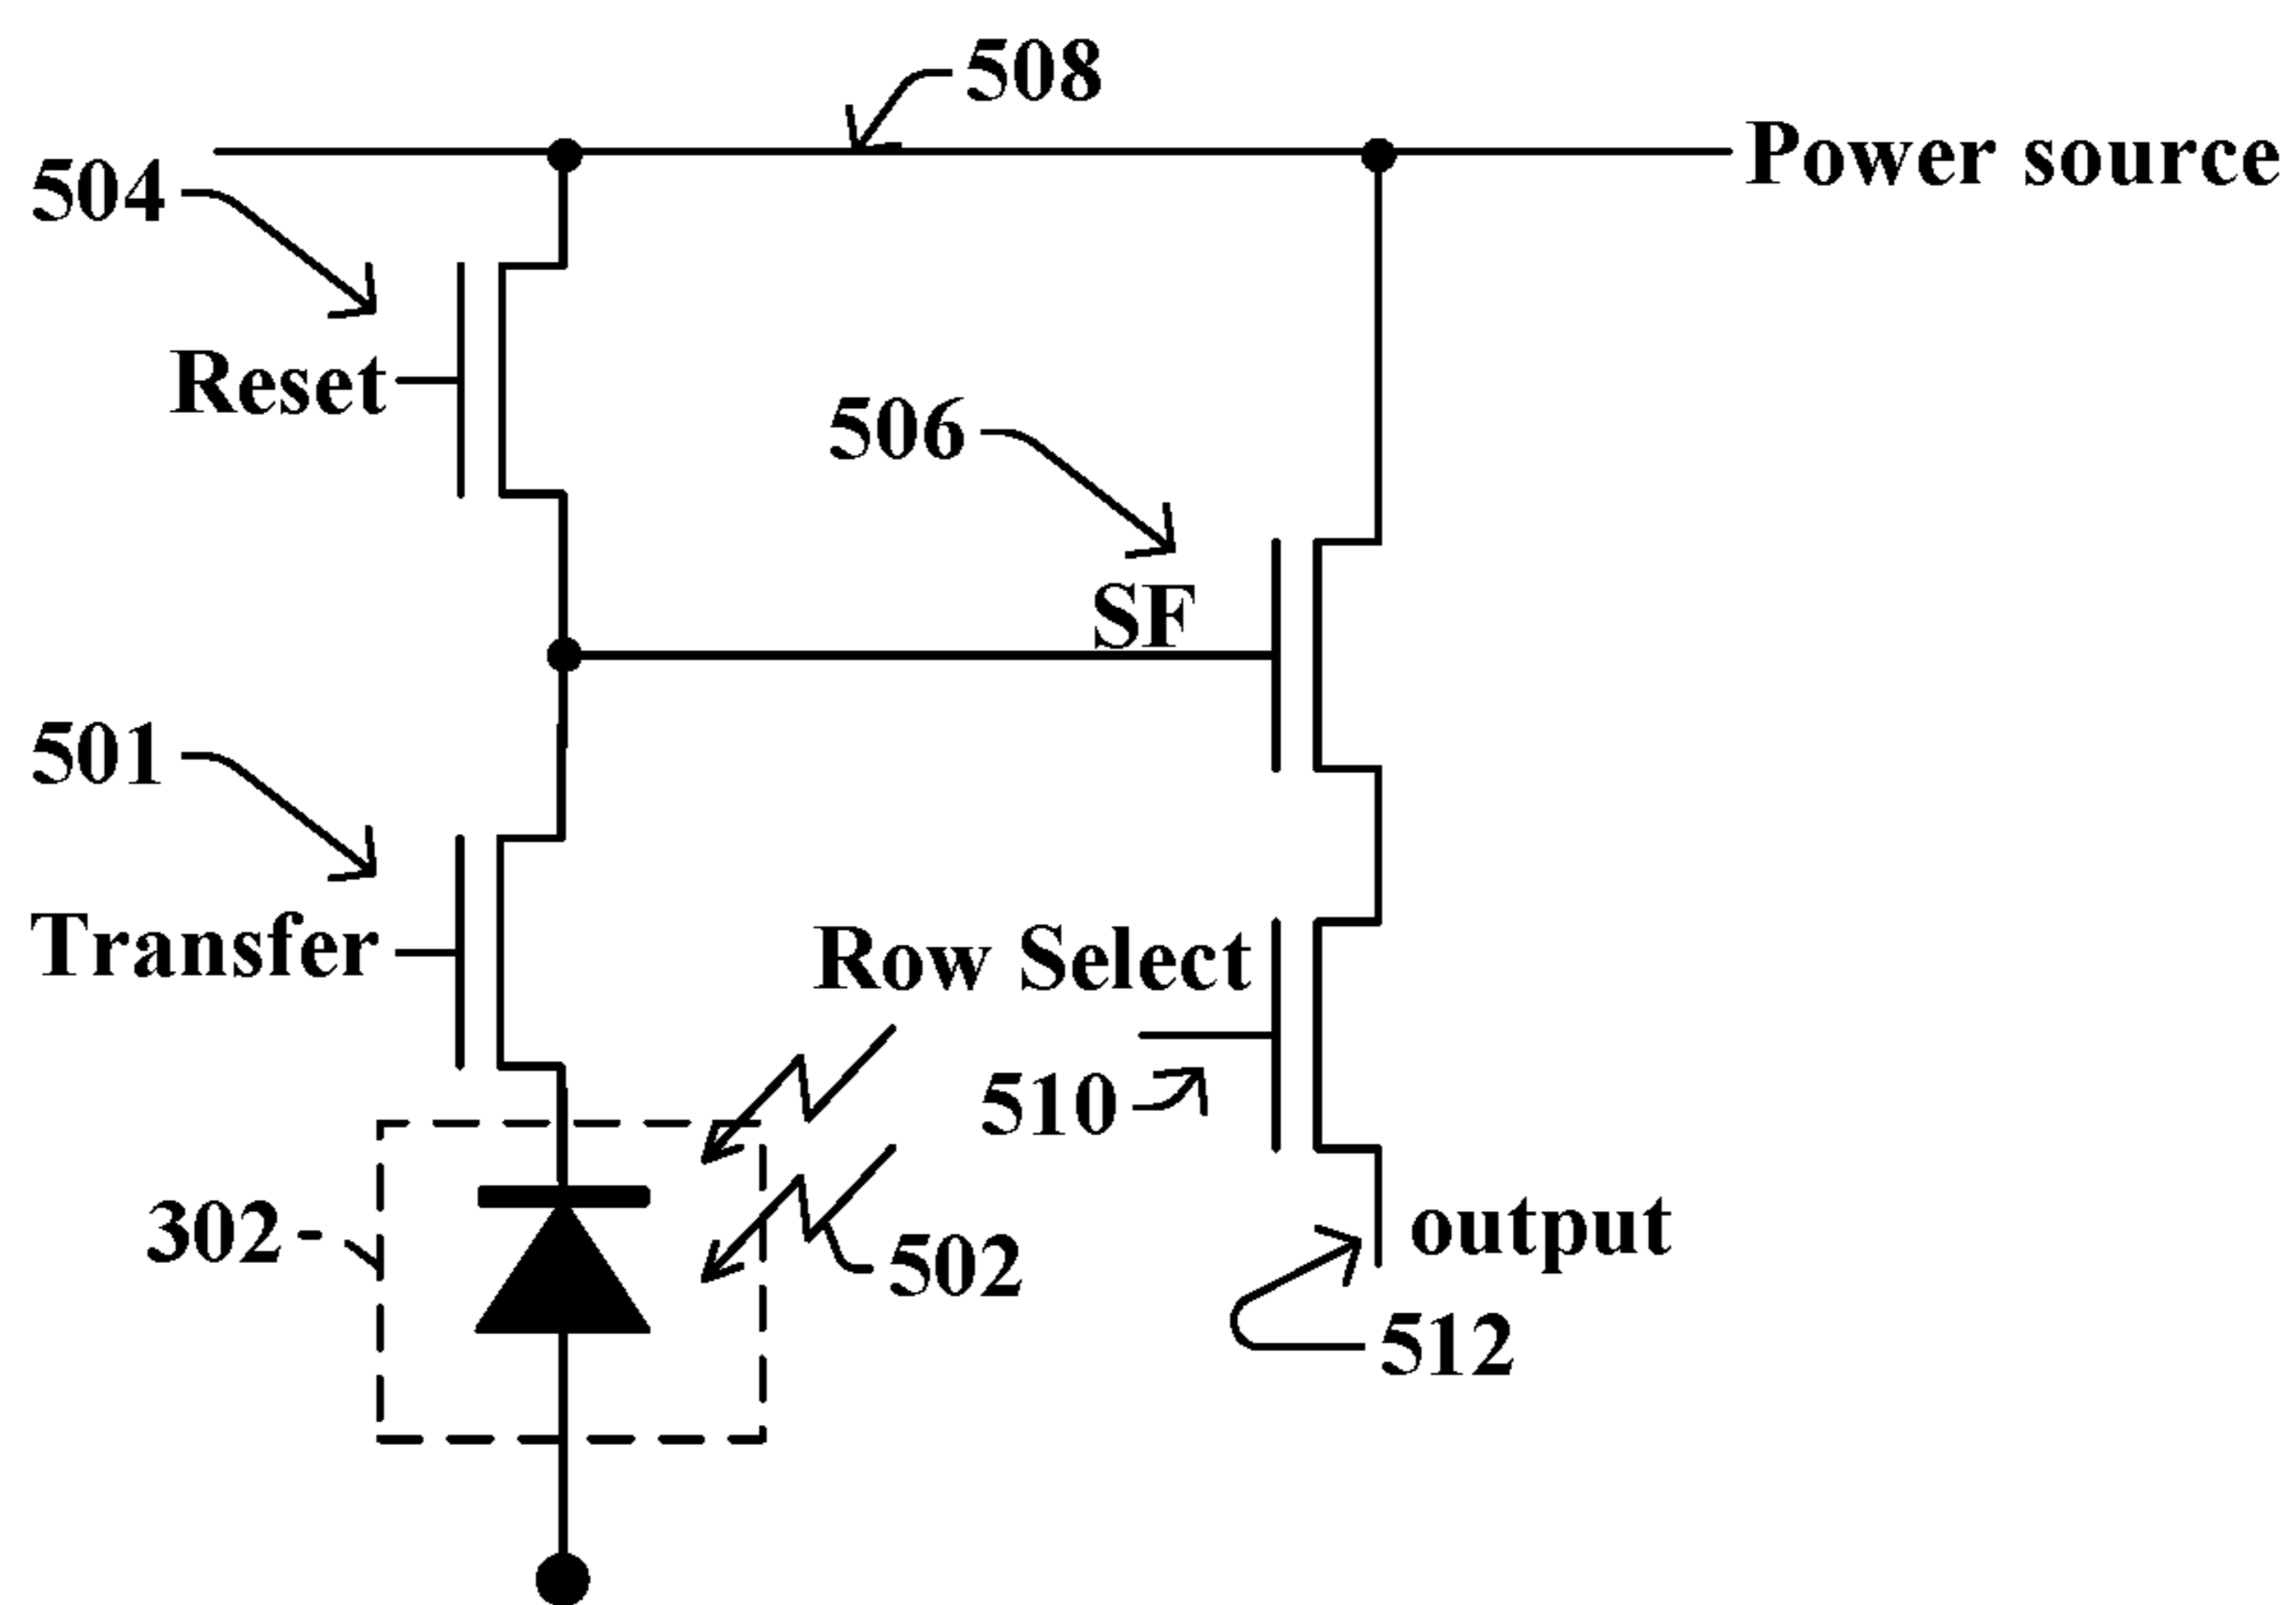 508
Power source
504
Reset
506
SF
501
Transfer
Row Select
510
302
502
output
512